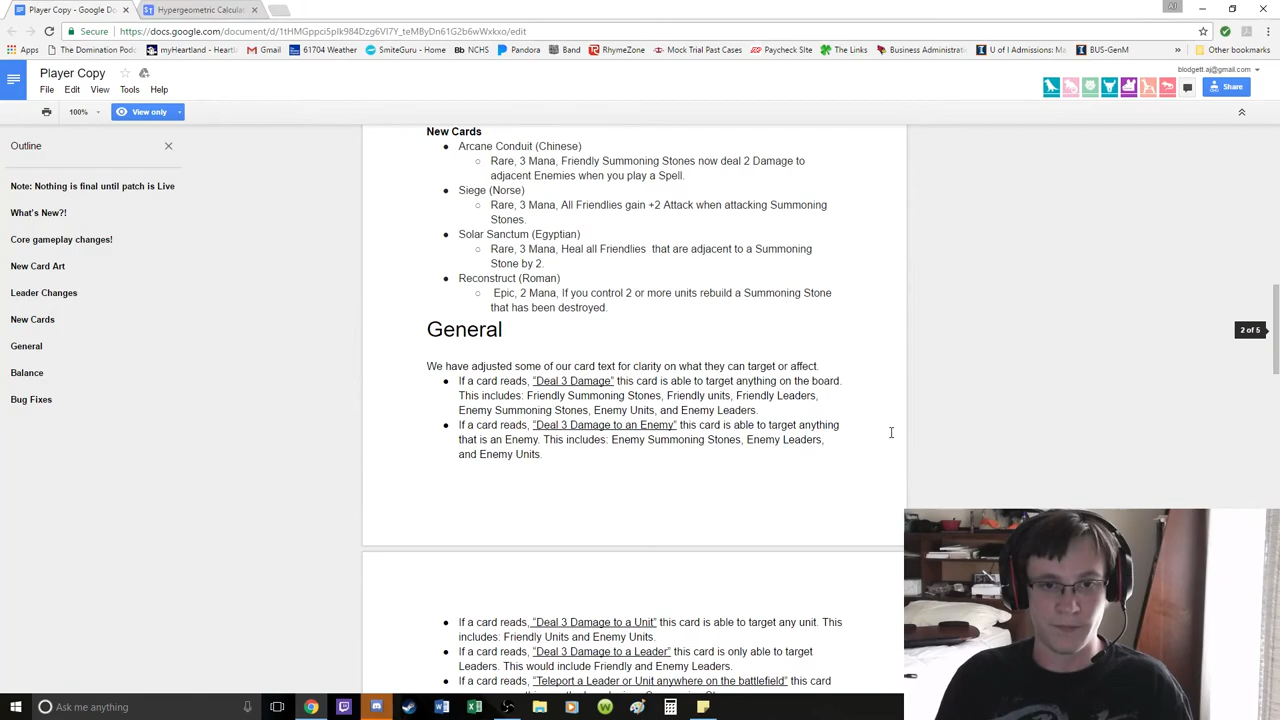 Player Copy - Google Do
Hypergeometric Calculat
https://docs.google.com/document/d/1tHMGppci5pIk984Dzg6VI7Y_teMByDn61G2b6wWxkxo/edit
Apps
The Domination Pod
myHeartland - Heartl
Gmail
61704 Weather
SmiteGuru - Home
NCHS
Pandora
Band
RhymeZone
Mock Trial Past Cases
Paycheck Site
The Links
Business Administrati
U of I Admissions: Mat
BUS-GenM
Other bookmarks
Player Copy
blodgett.aj@gmail.com
File Edit View Tools Help
Share
100%
View only
Outline
Note: Nothing is final until patch is Live
What's New?!
Core gameplay changes!
New Card Art
Leader Changes
New Cards
General
Balance
Bug Fixes
New Cards
Arcane Conduit (Chinese)
Rare, 3 Mana, Friendly Summoning Stones now deal 2 Damage to
adjacent Enemies when you play a Spell.
Siege (Norse)
Rare, 3 Mana, All Friendlies gain +2 Attack when attacking Summoning
Stones.
Solar Sanctum (Egyptian)
Rare, 3 Mana, Heal all Friendlies that are adjacent to a Summoning
Stone by 2.
Reconstruct (Roman)
Epic, 2 Mana, If you control 2 or more units rebuild a Summoning Stone
that has been destroyed.
General
We have adjusted some of our card text for clarity on what they can target or affect.
If a card reads, "Deal 3 Damage" this card is able to target anything on the board.
This includes: Friendly Summoning Stones, Friendly units, Friendly Leaders,
Enemy Summoning Stones, Enemy Units, and Enemy Leaders.
If a card reads, "Deal 3 Damage to an Enemy" this card is able to target anything
that is an Enemy. This includes: Enemy Summoning Stones, Enemy Leaders,
and Enemy Units.
2 of 5
If a card reads, "Deal 3 Damage to a Unit" this card is able to target any unit. This
includes: Friendly Units and Enemy Units.
If a card reads, "Deal 3 Damage to a Leader" this card is only able to target
Leaders. This would include Friendly and Enemy Leaders.
If a card reads, "Teleport a Leader or Unit anywhere on the battlefield" this card
Ask me anything